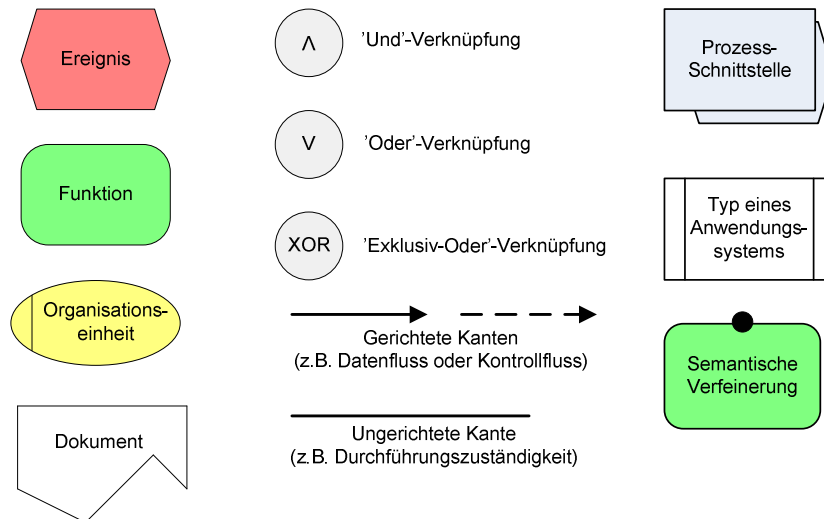 Ereignis
Funktion
Organisations-
einheit
Dokument
Λ
'Und'-Verknüpfung
V
'Oder'-Verknüpfung
XOR
'Exklusiv-Oder'-Verknüpfung
Gerichtete Kanten
(z.B. Datenfluss oder Kontrollfluss)
Ungerichtete Kante
(z.B. Durchführungszuständigkeit)
Prozess-
Schnittstelle
Typ eines
Anwendungs-
systems
Semantische
Verfeinerung